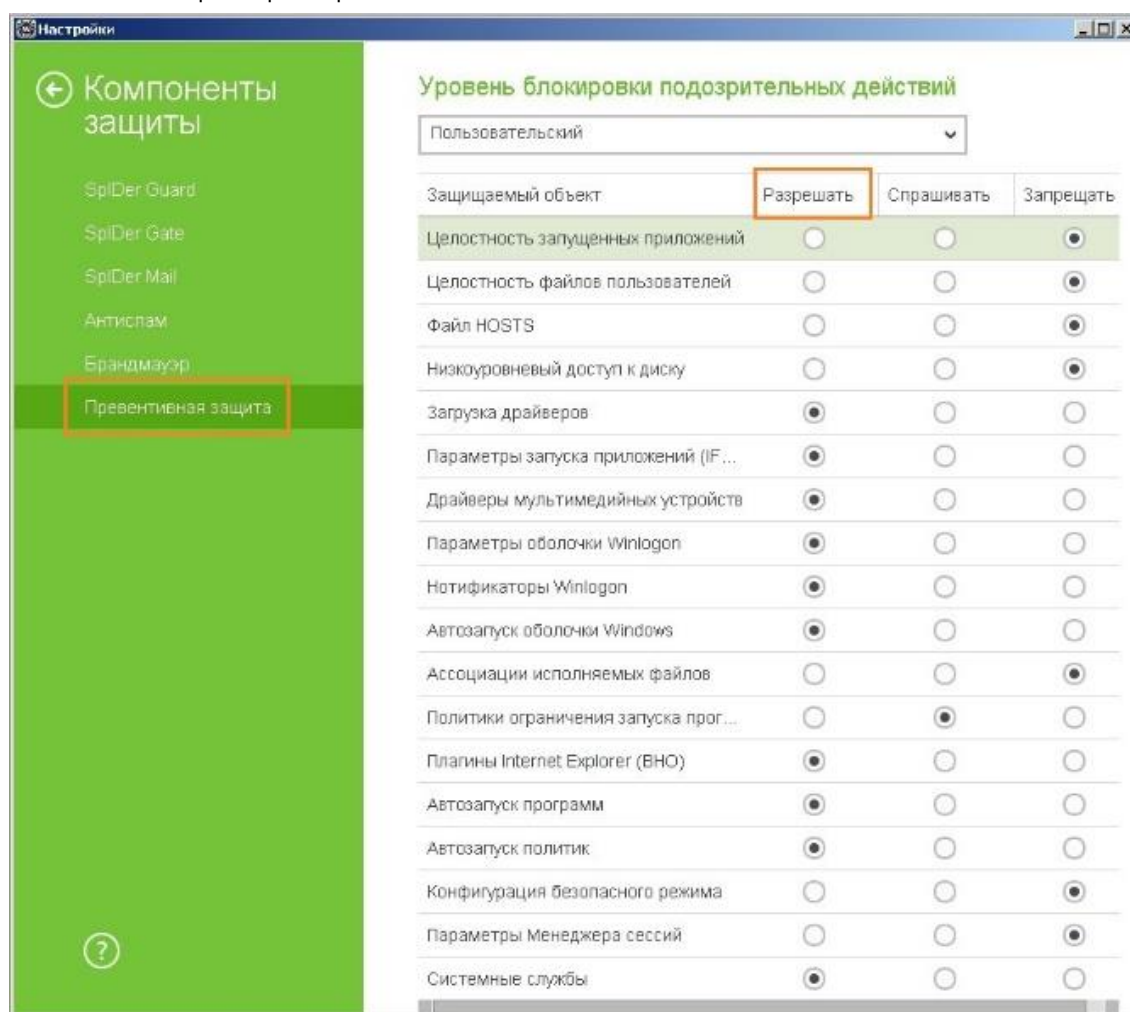 Настройки
Компоненты
защиты
SpIDer Guard
SpIDer Gate
SpIDer Mail
Антиспам
Брандмауэр
Превентивная защита
?
Уровень блокировки подозрительных действий
Пользовательский
Защищаемый объект Разрешать Спрашивать Запрещать
Целостность запущенных приложений
Целостность файлов пользователей
Файл HOSTS
Низкоуровневый доступ к диску
Загрузка драйверов
Параметры запуска приложений (IF...
Драйверы мультимедийных устройств
Параметры оболочки Winlogon
Нотификаторы Winlogon
Автозапуск оболочки Windows
Ассоциации исполняемых файлов
Политики ограничения запуска прог...
Плагины Internet Explorer (BHO)
Автозапуск программ
Автозапуск политик
Конфигурация безопасного режима
Параметры Менеджера сессий
Системные службы